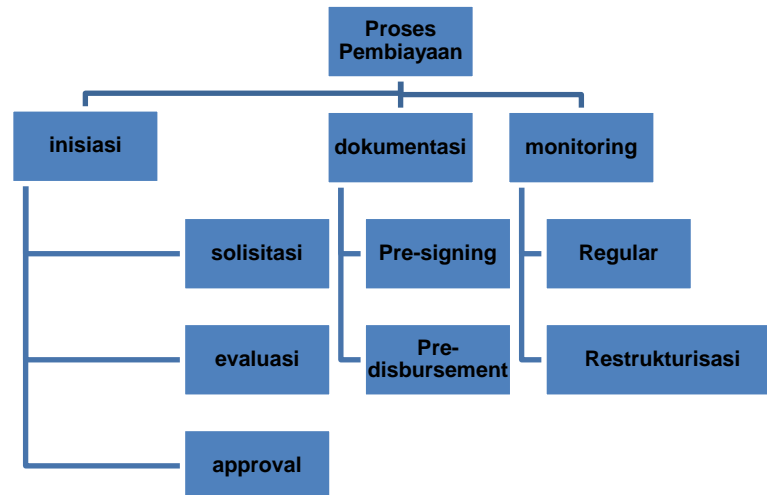 Proses
Pembiayaan
inisiasi
dokumentasi
monitoring
solisitasi
Pre-signing
Regular
evaluasi
Pre-
disbursement
Restrukturisasi
approval